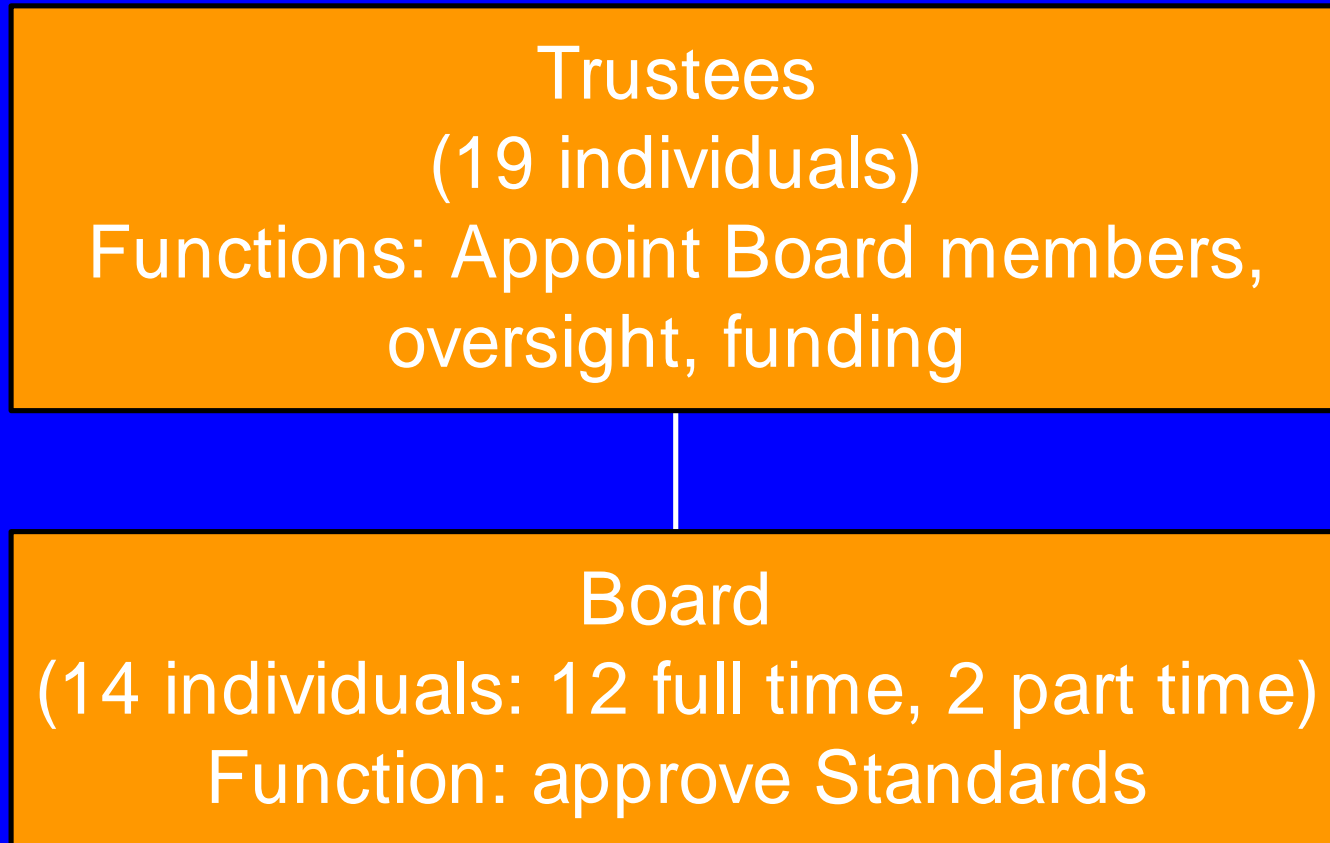 Trustees
(19 individuals)
Functions: Appoint Board members,
oversight, funding
Board
(14 individuals: 12 full time, 2 part time)
Function: approve Standards